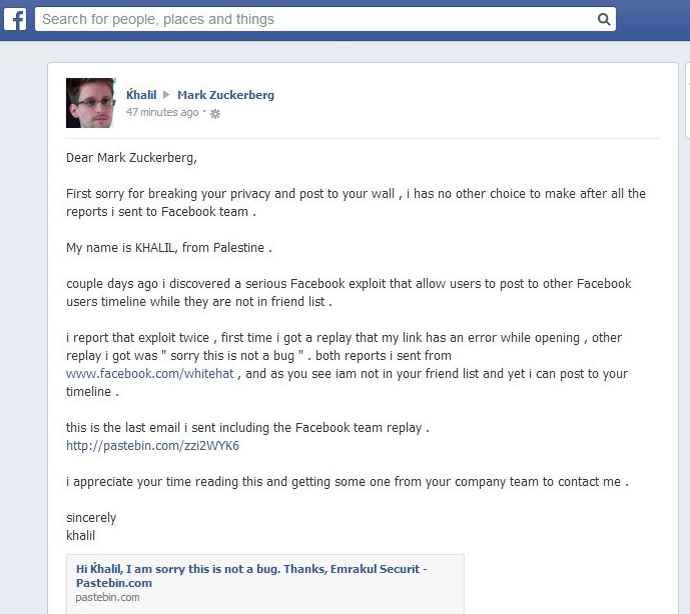 f
Search for people, places and things
Ḱhalil ▶ Mark Zuckerberg
47 minutes ago ·
Dear Mark Zuckerberg,
First sorry for breaking your privacy and post to your wall , i has no other choice to make after all the
reports i sent to Facebook team .
My name is KHALIL, from Palestine .
couple days ago i discovered a serious Facebook exploit that allow users to post to other Facebook
users timeline while they are not in friend list .
i report that exploit twice , first time i got a replay that my link has an error while opening , other
replay i got was " sorry this is not a bug " . both reports i sent from
www.facebook.com/whitehat , and as you see iam not in your friend list and yet i can post to your
timeline .
this is the last email i sent including the Facebook team replay .
http://pastebin.com/zzi2WYK6
i appreciate your time reading this and getting some one from your company team to contact me .
sincerely
khalil
Hi Ḱhalil, I am sorry this is not a bug. Thanks, Emrakul Securit -
Pastebin.com
pastebin.com